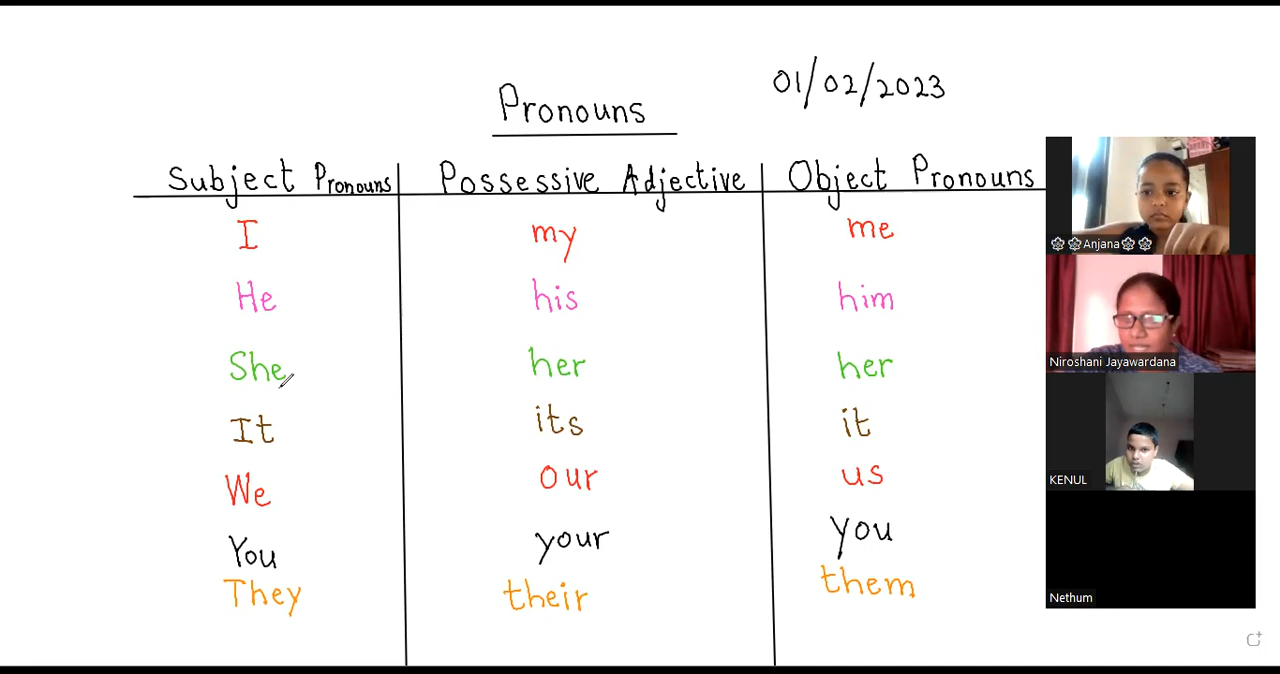 Pronouns 01/02/2023
Subject Pronouns Possessive Adjective Object Pronouns
I my me
He his him
She her her
It its it
We our us
You your you
They their them
🏵🏵Anjana🏵🏵
Niroshani Jayawardana
KENUL
Nethum